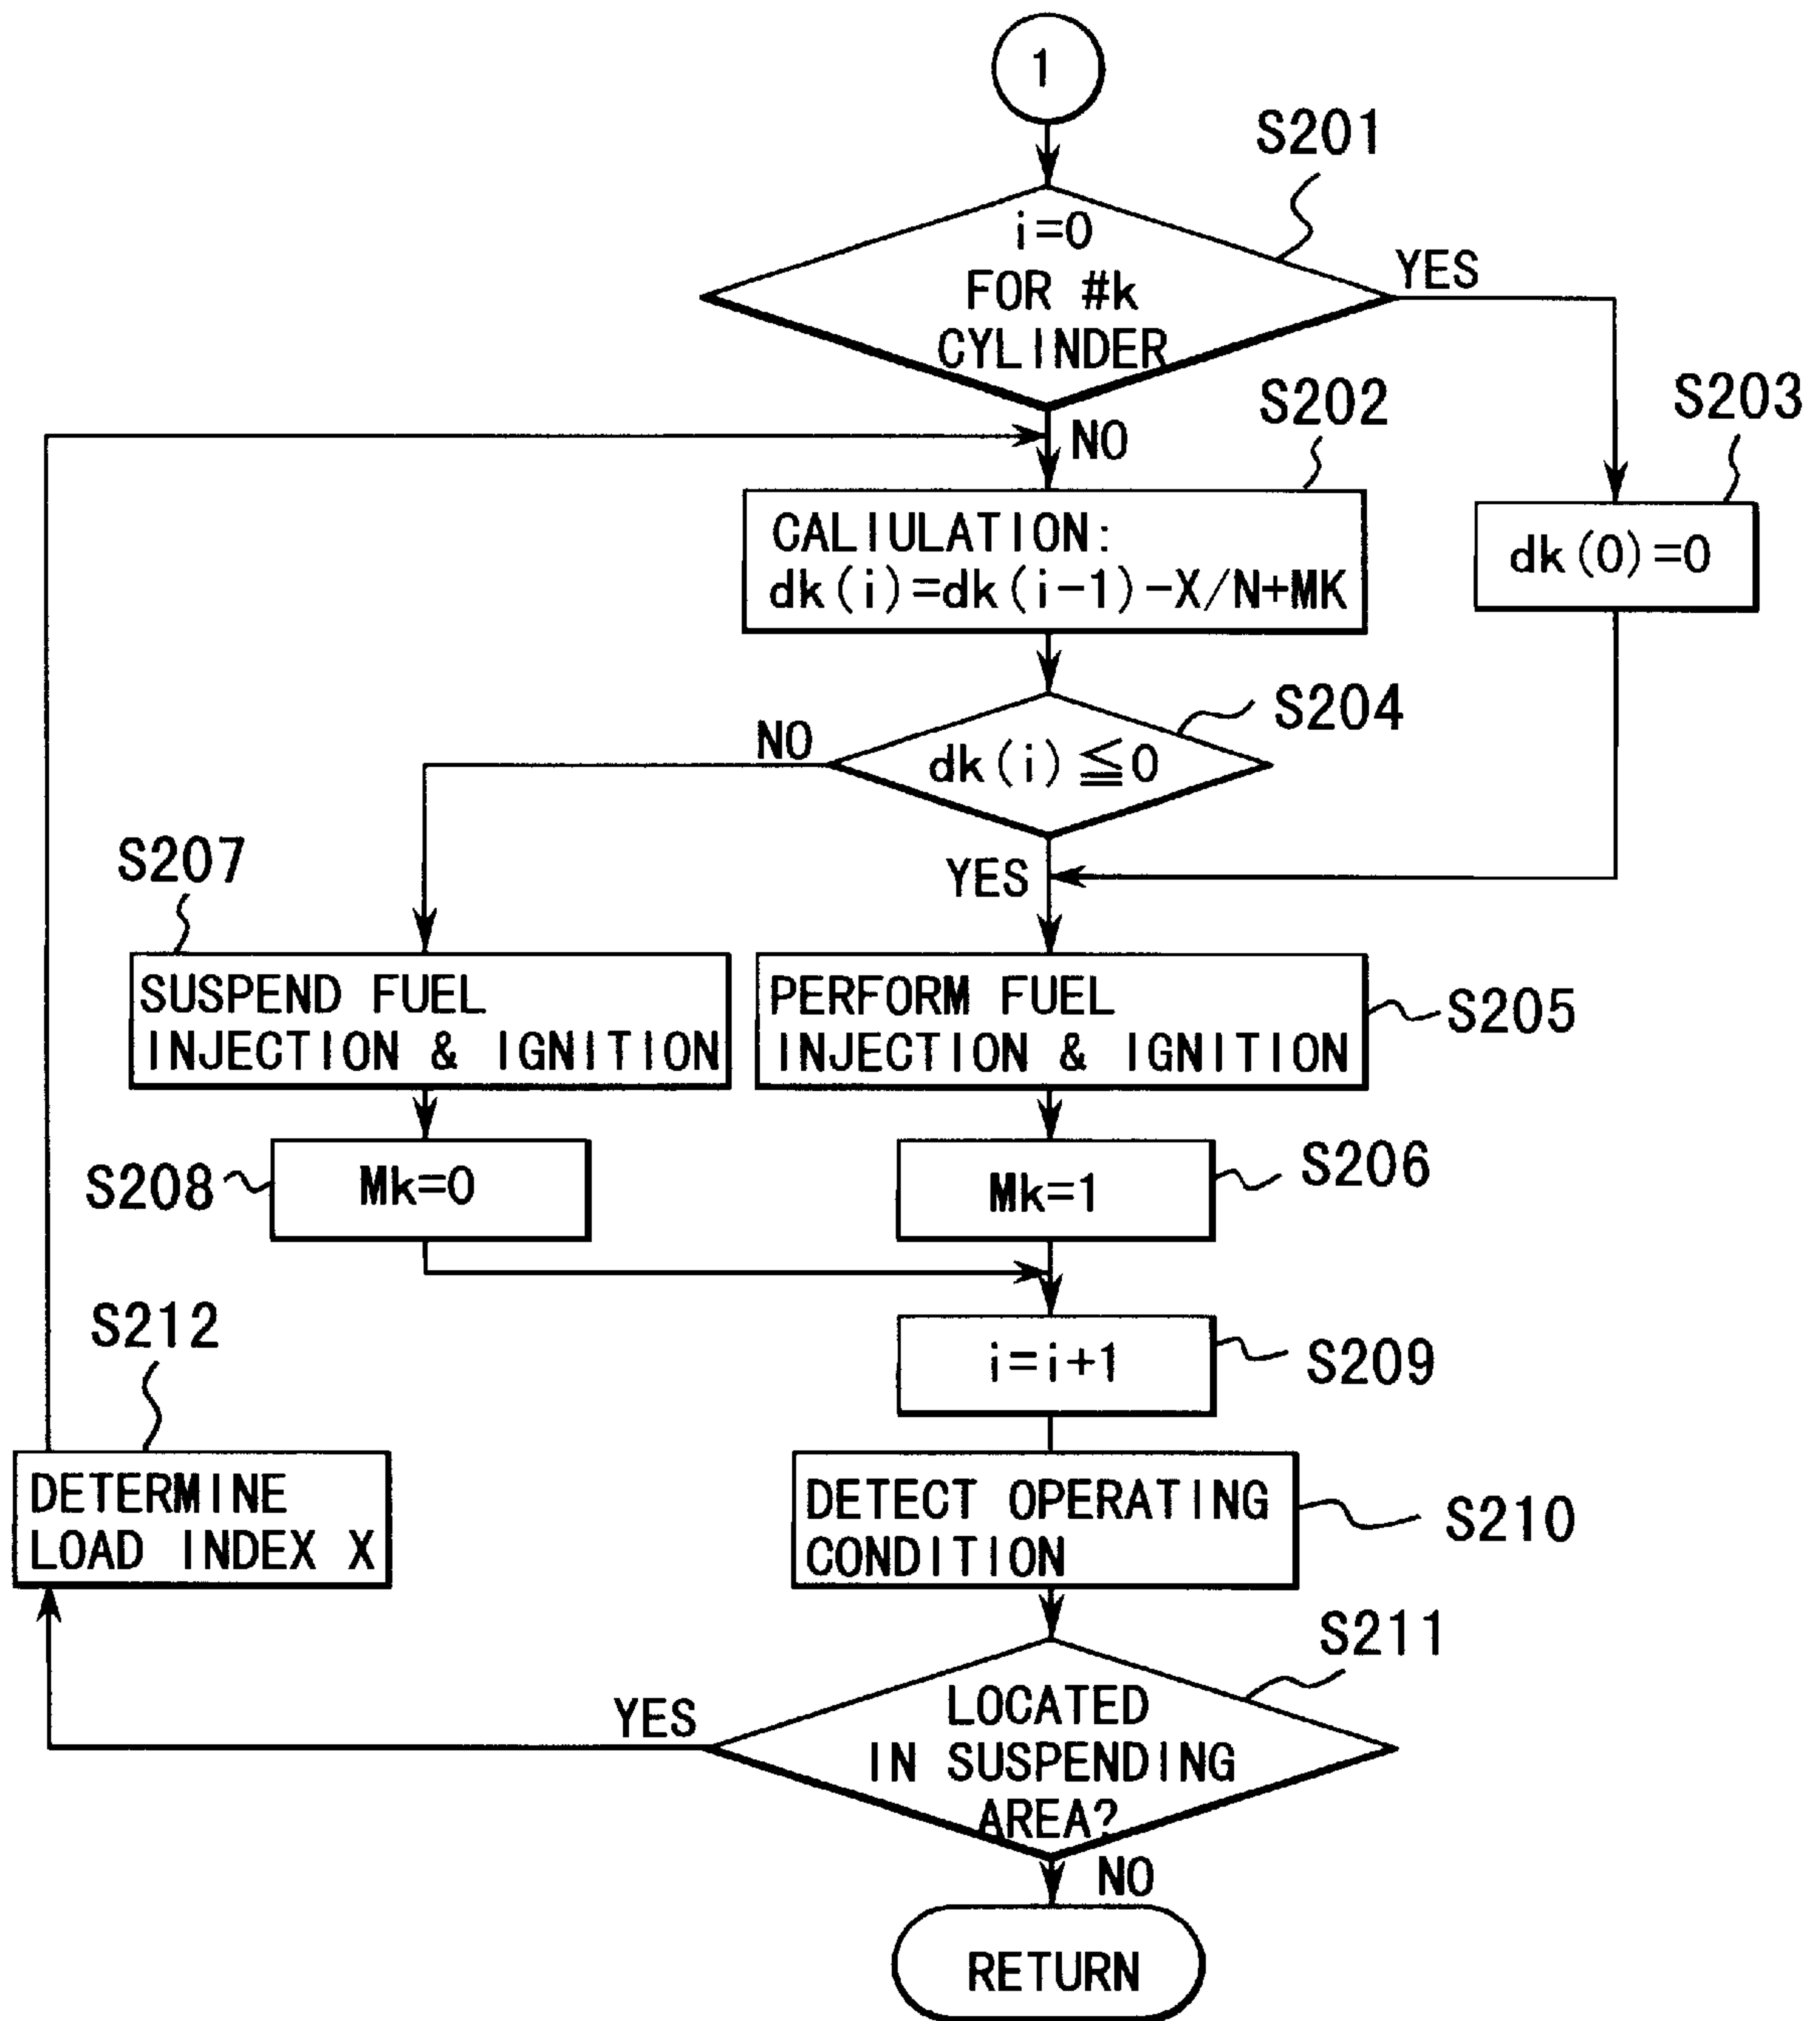 1
S201
i=0
FOR #k
CYLINDER
YES
S202
S203
NO
CALIULATION:
dk(i)=dk(i-1)-X/N+MK
dk(0)=0
S204
NO
dk(i)≦0
S207
YES
SUSPEND FUEL
INJECTION & IGNITION
PERFORM FUEL
INJECTION & IGNITION
S205
S208
Mk=0
Mk=1
S206
S212
i=i+1
S209
DETERMINE
LOAD INDEX X
DETECT OPERATING
CONDITION
S210
S211
YES
LOCATED
IN SUSPENDING
AREA?
NO
RETURN